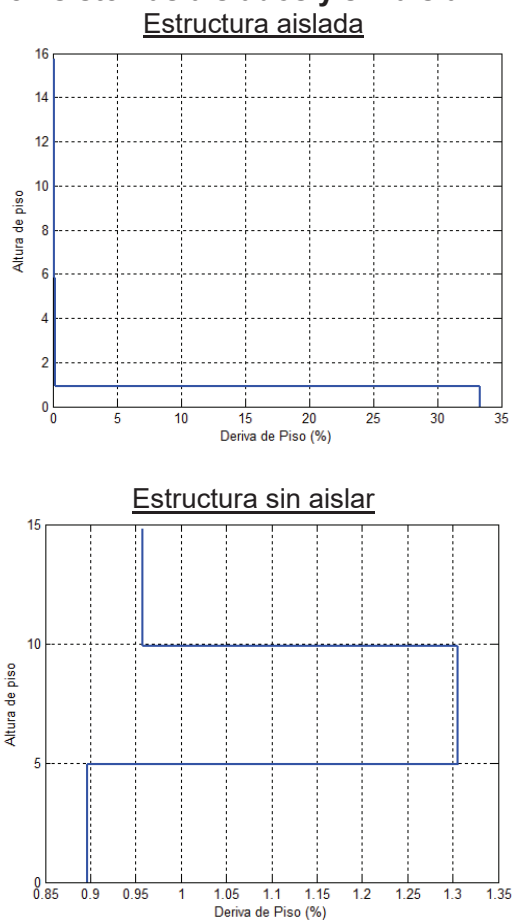 Estructura aislada
16
14
12
10
8
6
4
2
0
Altura de piso
0 5 10 15 20 25 30 35
Deriva de Piso (%)
Estructura sin aislar
15
10
5
0
Altura de piso
0.85 0.9 0.95 1 1.05 1.1 1.15 1.2 1.25 1.3 1.35
Deriva de Piso (%)